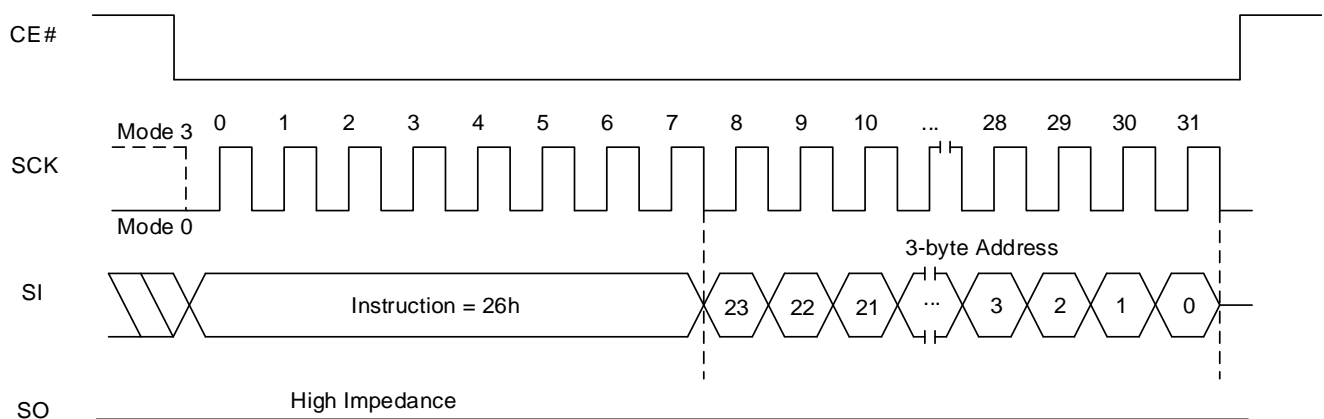 CE#
Mode 3
0 1 2 3 4 5 6 7 8 9 10 ... 28 29 30 31
SCK
Mode 0
3-byte Address
SI
Instruction = 26h
23 22 21 ... 3 2 1 0
High Impedance
SO